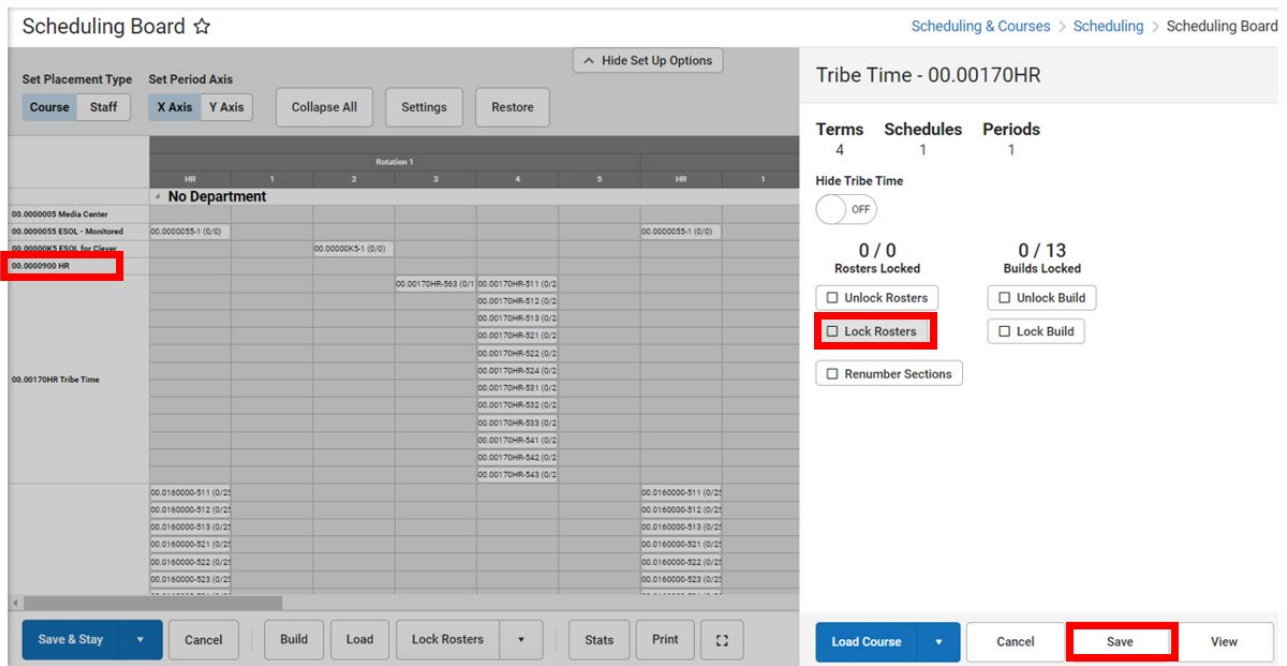 Scheduling Board ☆
Scheduling & Courses > Scheduling > Scheduling Board
Hide Set Up Options
Set Placement Type Set Period Axis
Course Staff X Axis Y Axis Collapse All Settings Restore
Rotation 1
HR 1 2 3 4 5 HR 1
No Department
00.0000005 Media Center
00.0000055 ESOL - Monitored 00.0000055-1 (0/0) 00.0000055-1 (0/0)
00.00000K5 ESOL for Clever 00.00000K5-1 (0/0)
00.0000900 HR
00.00170HR-563 (0/1 00.00170HR-511 (0/2
00.00170HR-512 (0/2
00.00170HR-513 (0/2
00.00170HR-521 (0/2
00.00170HR-522 (0/2
00.00170HR-524 (0/2
00.00170HR Tribe Time
00.00170HR-531 (0/2
00.00170HR-532 (0/2
00.00170HR-533 (0/2
00.00170HR-541 (0/2
00.00170HR-542 (0/2
00.00170HR-543 (0/2
00.0160000-511 (0/25 00.0160000-511 (0/25
00.0160000-512 (0/25 00.0160000-512 (0/25
00.0160000-513 (0/25 00.0160000-513 (0/25
00.0160000-521 (0/25 00.0160000-521 (0/25
00.0160000-522 (0/25 00.0160000-522 (0/25
00.0160000-523 (0/25 00.0160000-523 (0/25
Save & Stay Cancel Build Load Lock Rosters Stats Print
Tribe Time - 00.00170HR
Terms Schedules Periods
4 1 1
Hide Tribe Time
OFF
0 / 0 0 / 13
Rosters Locked Builds Locked
Unlock Rosters Unlock Build
Lock Rosters Lock Build
Renumber Sections
Load Course Cancel Save View